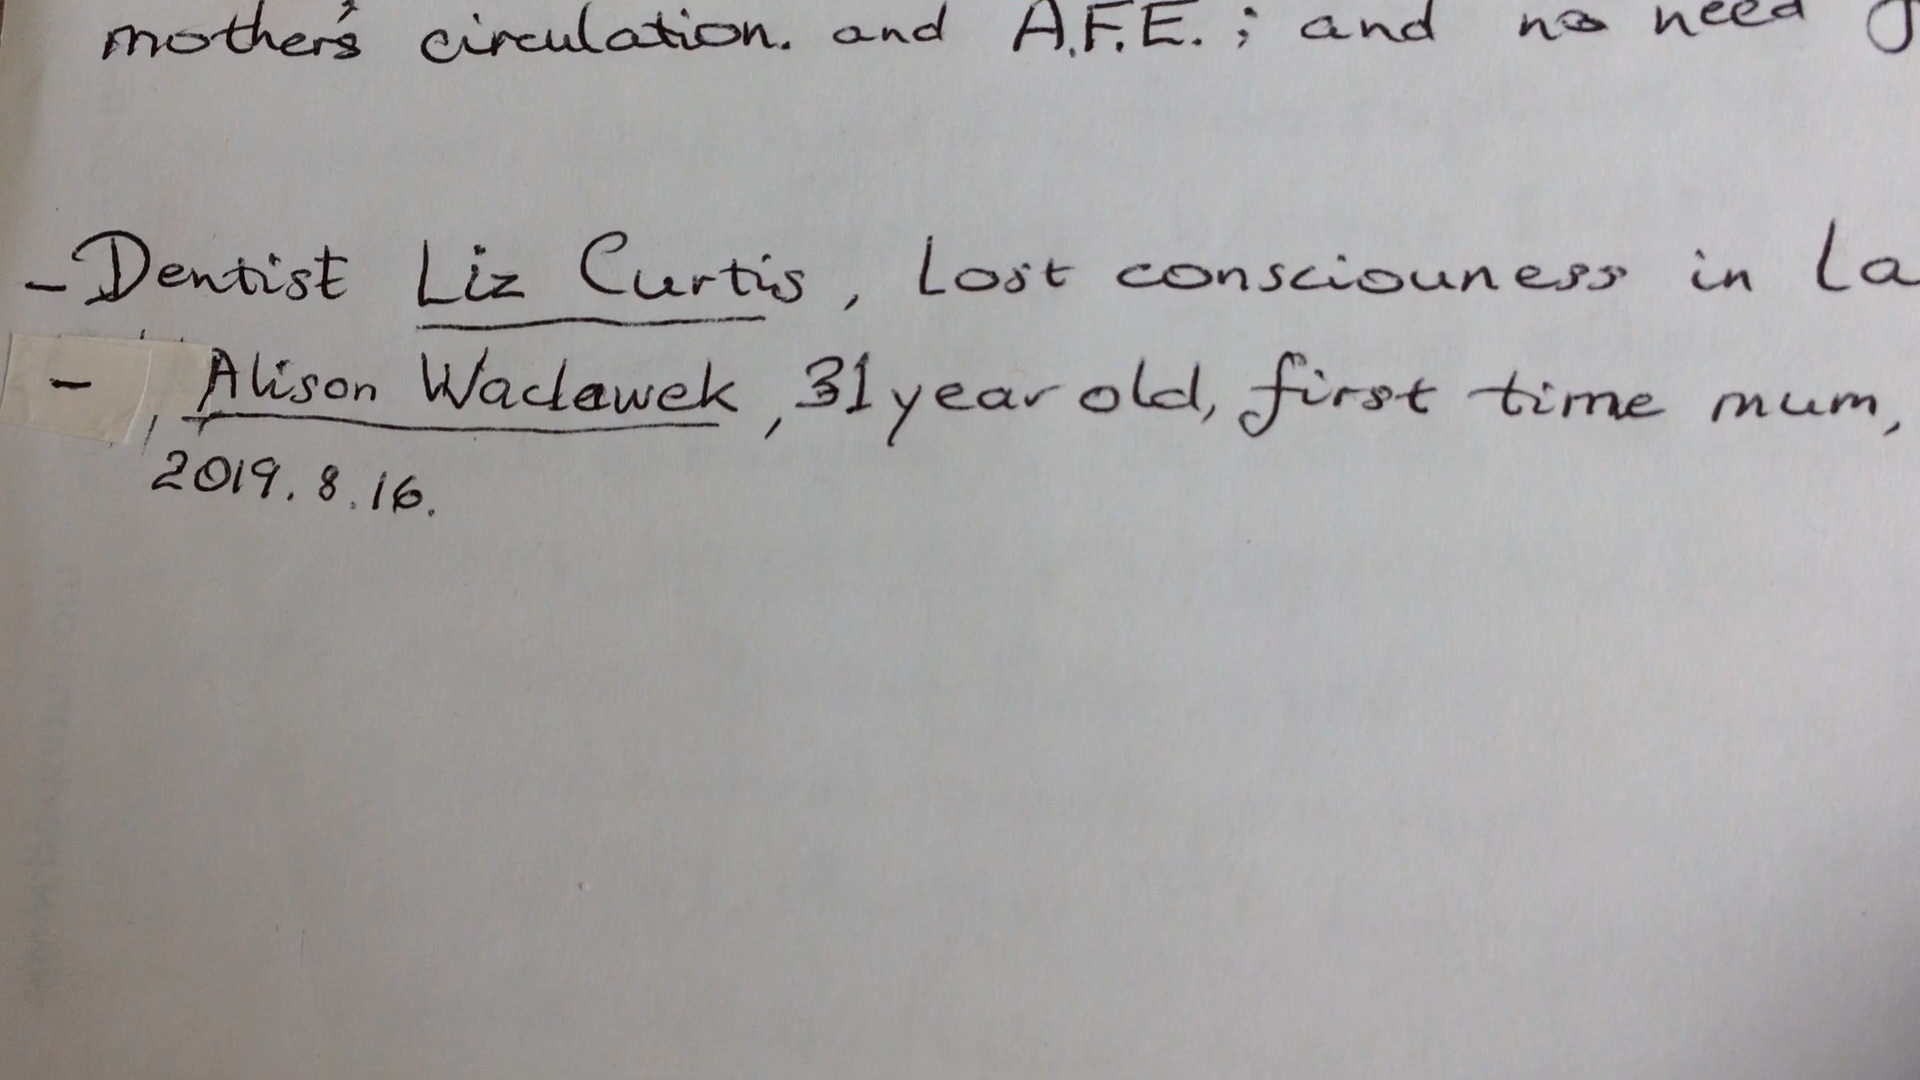 mother's circulation. and A.F.E. ; and no need
- Dentist Liz Curtis, Lost consciouness in La
- Alison Waclawek, 31 year old, first time mum,
2019. 8. 16.